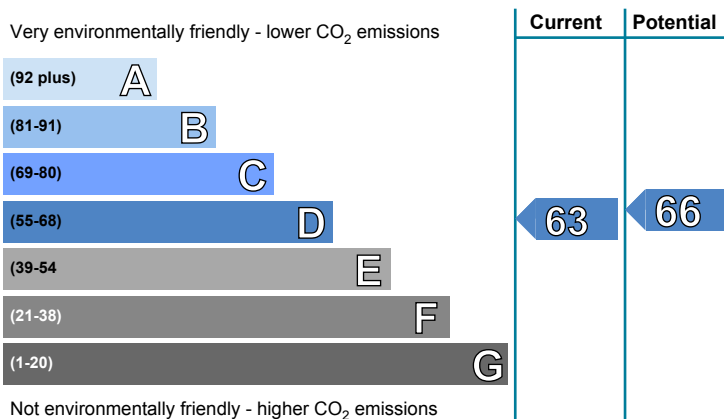 Current Potential
Very environmentally friendly - lower CO2 emissions
(92 plus) A
(81-91) B
(69-80) C
(55-68) D
63 66
(39-54 E
(21-38) F
(1-20) G
Not environmentally friendly - higher CO2 emissions